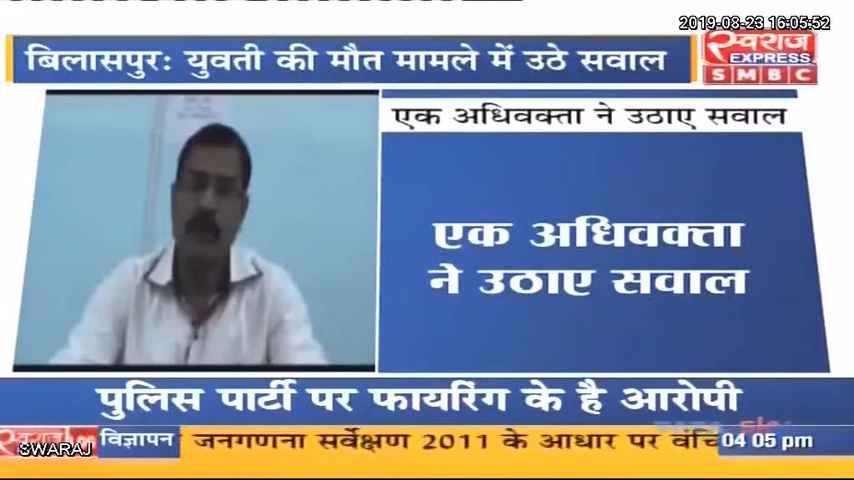 2019-08-23 16:05:52
बिलासपुर: युवती की मौत मामले में उठे सवाल
स्वराज
EXPRESS
SMBC
एक अधिवक्ता ने उठाए सवाल
एक अधिवक्ता
ने उठाए सवाल
पुलिस पार्टी पर फायरिंग के है आरोपी
TATA Sky
SWARAJ
विज्ञापन
जनगणना सर्वेक्षण 2011 के आधार पर वंचि
04 05 pm